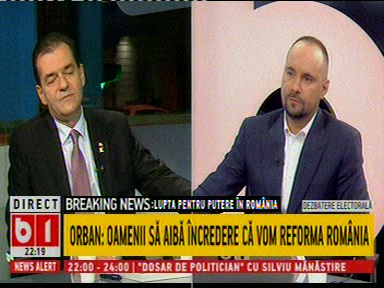 DIRECT
BREAKING NEWS:
LUPTA PENTRU PUTERE ÎN ROMÂNIA
DEZBATERE ELECTORALĂ
b1
22:19
ORBAN: OAMENII SĂ AIBĂ ÎNCREDERE CĂ VOM REFORMA ROMÂNIA
NEWS ALERT
22:00 - 24:00 | "DOSAR DE POLITICIAN" CU SILVIU MĂNĂSTIRE